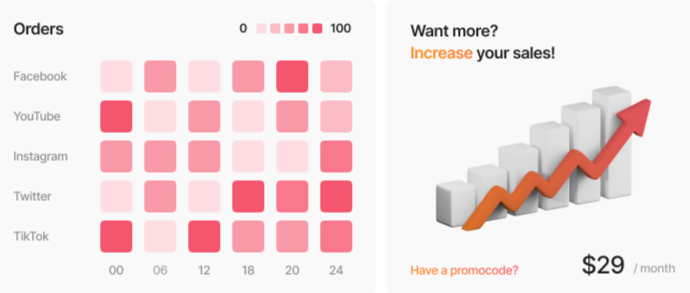 Orders
0 100
Facebook
YouTube
Instagram
Twitter
TikTok
00 06 12 18 20 24
Want more?
Increase your sales!
Have a promocode?
$29 / month